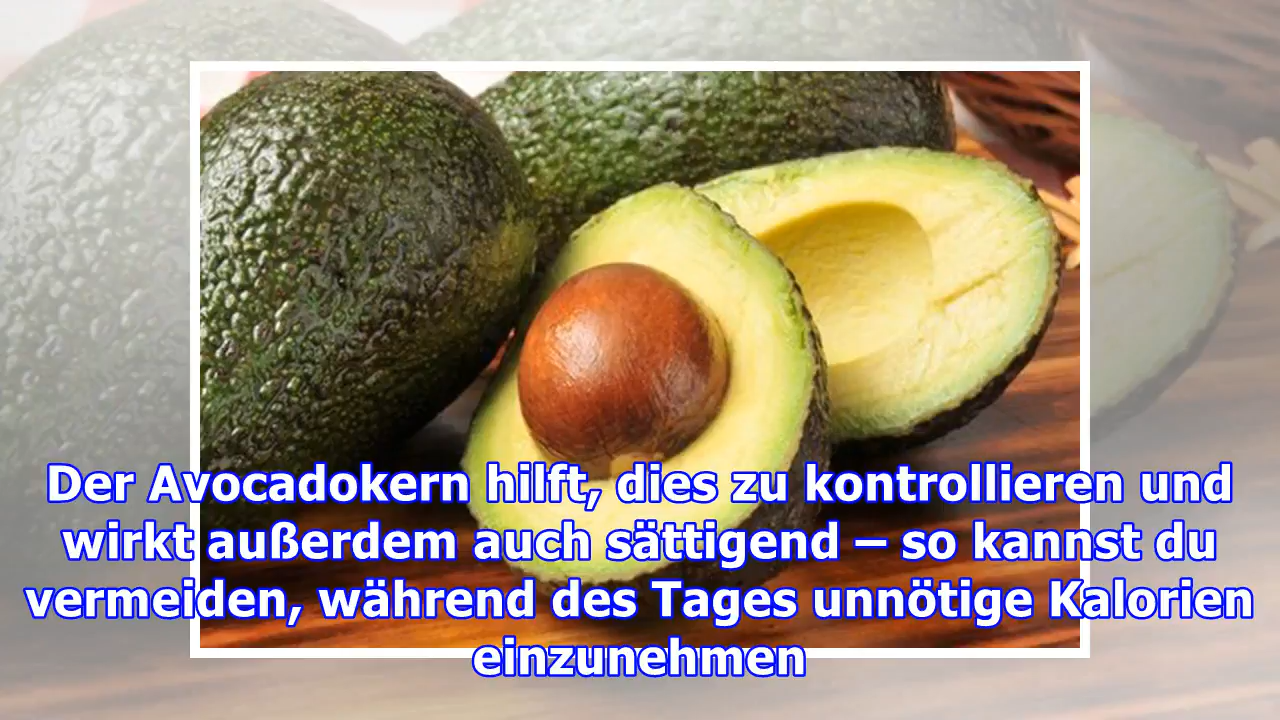 Der Avocadokern hilft, dies zu kontrollieren und
wirkt außerdem auch sättigend – so kannst du
vermeiden, während des Tages unnötige Kalorien
einzunehmen